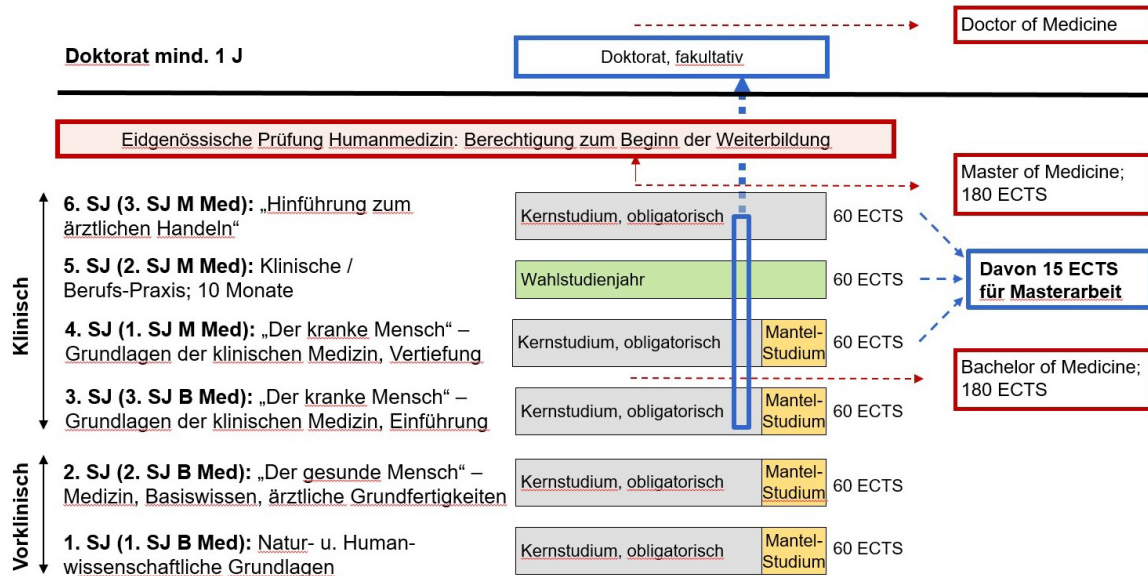 Doctor of Medicine
Doktorat mind. 1 J
Doktorat, fakultativ
Eidgenössische Prüfung Humanmedizin: Berechtigung zum Beginn der Weiterbildung
Master of Medicine;
180 ECTS
Klinisch
6. SJ (3. SJ M Med): „Hinführung zum
ärztlichen Handeln“
Kernstudium, obligatorisch
60 ECTS
5. SJ (2. SJ M Med): Klinische /
Berufs-Praxis; 10 Monate
Wahlstudienjahr
60 ECTS
Davon 15 ECTS
für Masterarbeit
4. SJ (1. SJ M Med): „Der kranke Mensch“ –
Grundlagen der klinischen Medizin, Vertiefung
Kernstudium, obligatorisch
Mantel-
Studium
60 ECTS
Bachelor of Medicine;
180 ECTS
3. SJ (3. SJ B Med): „Der kranke Mensch“ –
Grundlagen der klinischen Medizin, Einführung
Kernstudium, obligatorisch
Mantel-
Studium
60 ECTS
Vorklinisch
2. SJ (2. SJ B Med): „Der gesunde Mensch“ –
Medizin, Basiswissen, ärztliche Grundfertigkeiten
Kernstudium, obligatorisch
Mantel-
Studium
60 ECTS
1. SJ (1. SJ B Med): Natur- u. Human-
wissenschaftliche Grundlagen
Kernstudium, obligatorisch
Mantel-
Studium
60 ECTS